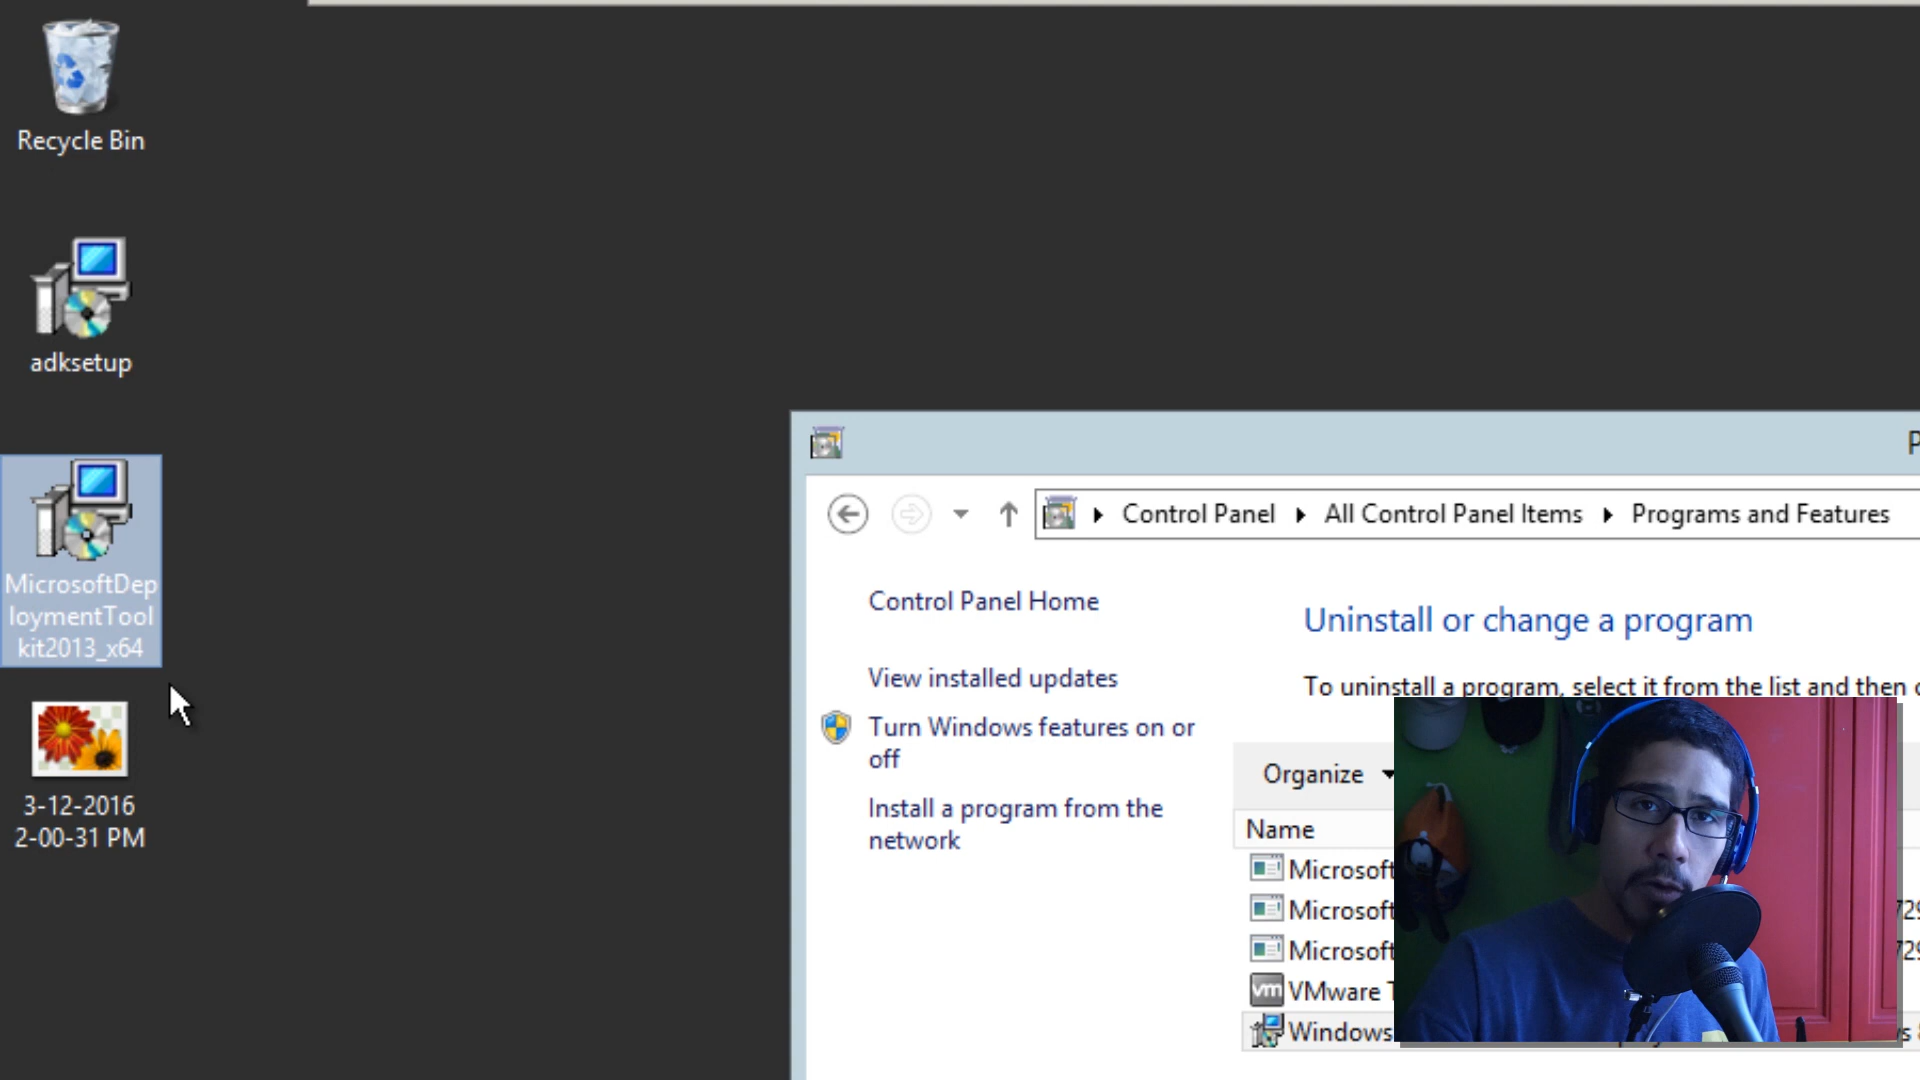 Recycle Bin
adksetup
MicrosoftDep
loymentTool
kit2013_x64
3-12-2016
2-00-31 PM
Control Panel
All Control Panel Items
Programs and Features
Control Panel Home
View installed updates
Turn Windows features on or
off
Install a program from the
network
Uninstall or change a program
To uninstall a program, select it from the list and then
Organize
Name
Microsoft
Microsoft
Microsoft
vm VMware
Windows